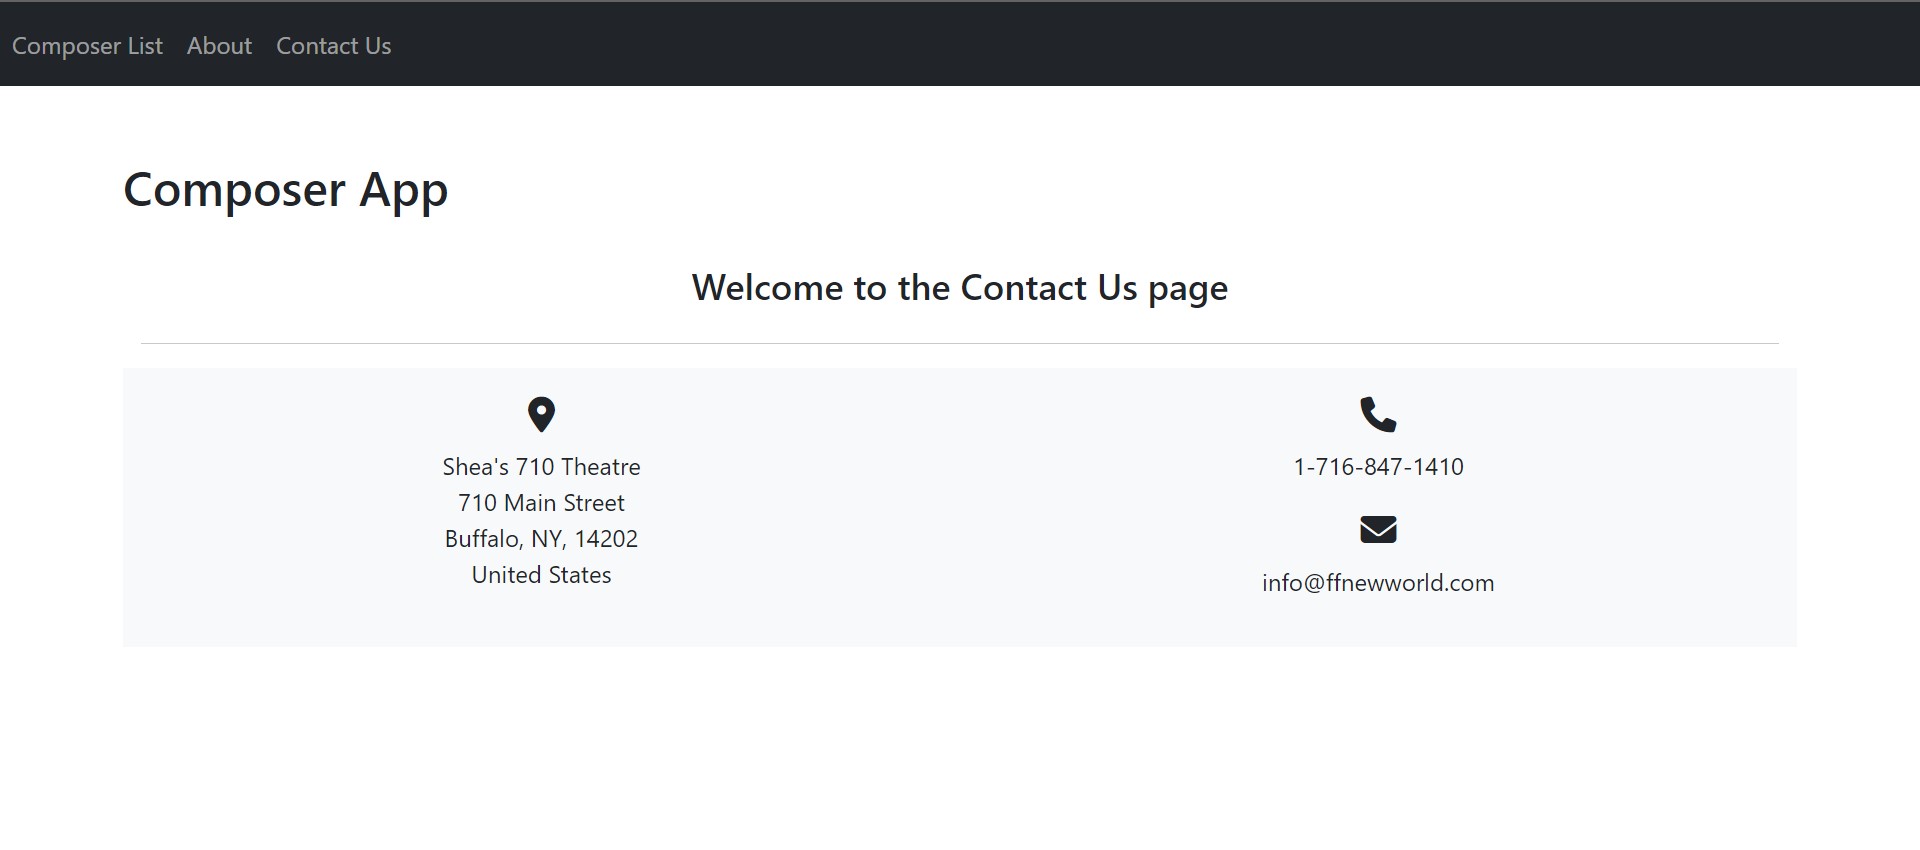 Composer List About Contact Us
Composer App
Welcome to the Contact Us page
Shea's 710 Theatre
710 Main Street
Buffalo, NY, 14202
United States
1-716-847-1410
info@ffnewworld.com